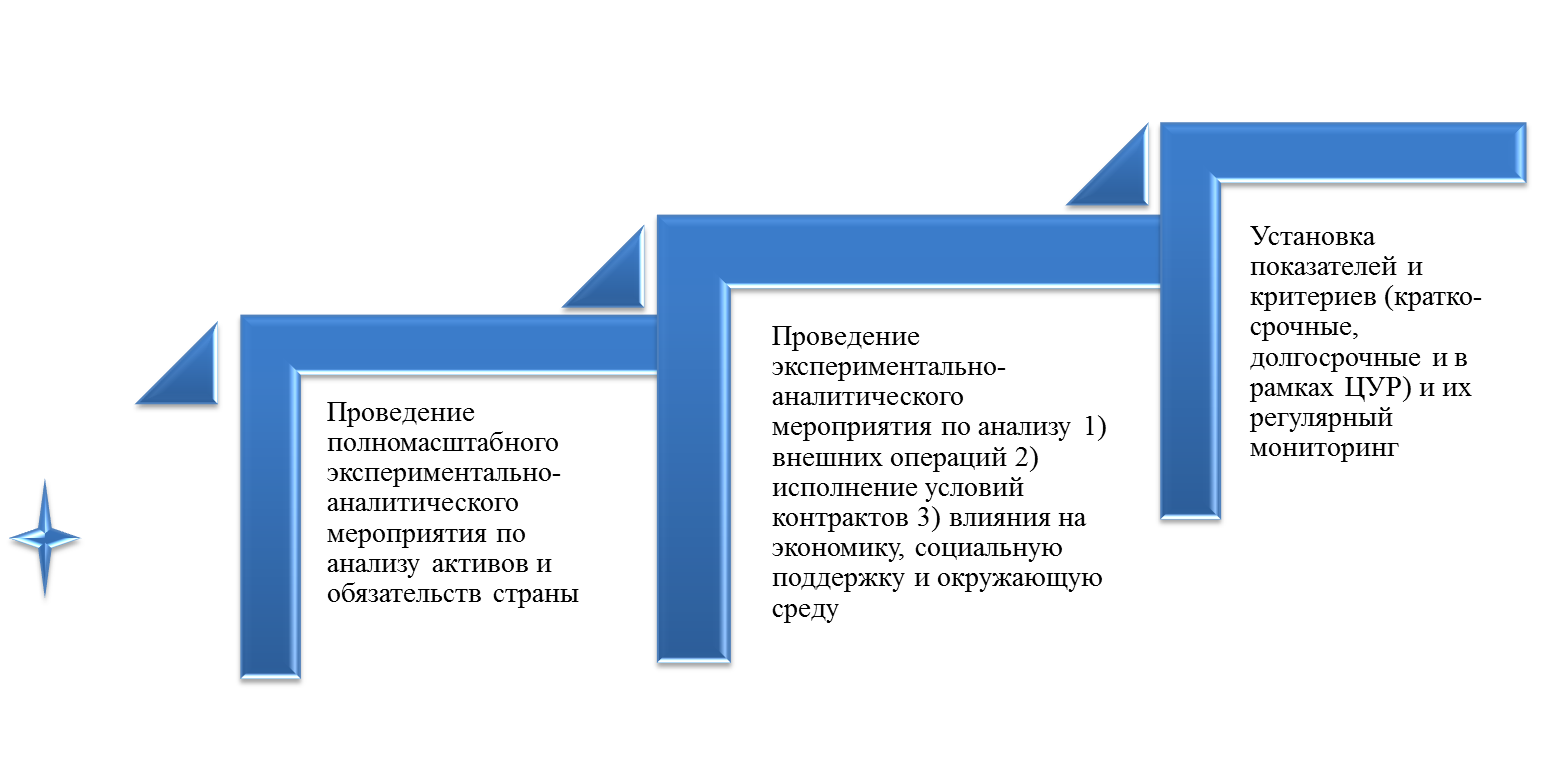 Проведение
полномасштабного
экспериментально-
аналитического
мероприятия по
анализу активов и
обязательств страны
Проведение
экспериментально-
аналитического
мероприятия по анализу 1)
внешних операций 2)
исполнение условий
контрактов 3) влияния на
экономику, социальную
поддержку и окружающую
среду
Установка
показателей и
критериев (кратко-
срочные,
долгосрочные и в
рамках ЦУР) и их
регулярный
мониторинг